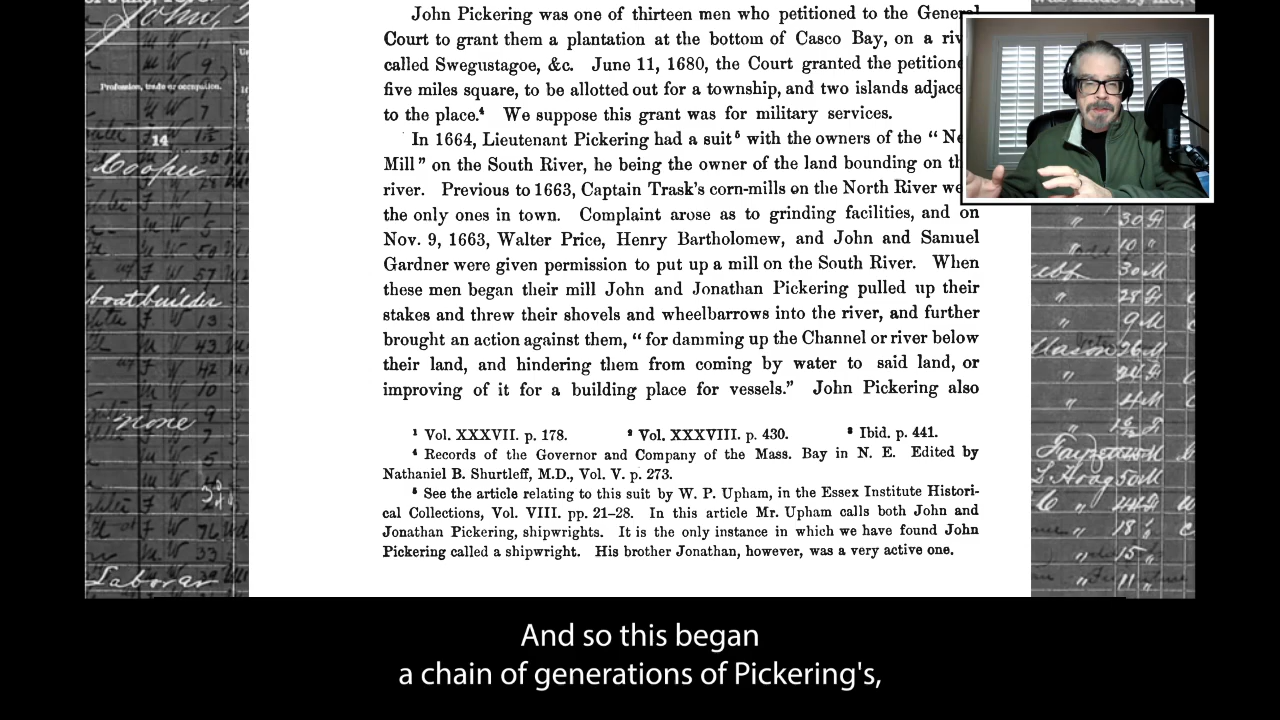 John Pickering was one of thirteen men who petitioned to the General
Court to grant them a plantation at the bottom of Casco Bay, on a
called Swegustagoe, &c. June 11, 1680, the Court granted the
five miles square, to be allotted out for a township, and two islands
to the place.⁴ We suppose this grant was for military services.
In 1664, Lieutenant Pickering had a suit⁵ with the owners of the “
Mill” on the South River, he being the owner of the land bounding on
river. Previous to 1663, Captain Trask’s corn-mills on the North River
the only ones in town. Complaint arose as to grinding facilities, and on
Nov. 9, 1663, Walter Price, Henry Bartholomew, and John and Samuel
Gardner were given permission to put up a mill on the South River. When
these men began their mill John and Jonathan Pickering pulled up their
stakes and threw their shovels and wheelbarrows into the river, and further
brought an action against them, “ for damming up the Channel or river below
their land, and hindering them from coming by water to said land, or
improving of it for a building place for vessels.” John Pickering also
¹ Vol. XXXVII. p. 178. ² Vol. XXXVIII. p. 430. ³ Ibid. p. 441.
⁴ Records of the Governor and Company of the Mass. Bay in N. E. Edited by
Nathaniel B. Shurtleff, M.D., Vol. V. p. 273.
⁵ See the article relating to this suit by W. P. Upham, in the Essex Institute Histori-
cal Collections, Vol. VIII. pp. 21–28. In this article Mr. Upham calls both John and
Jonathan Pickering, shipwrights. It is the only instance in which we have found John
Pickering called a shipwright. His brother Jonathan, however, was a very active one.
Profession, trade or occupation.
14
Cooper
boatbuilder
none
Laborer
Mason
And so this began
a chain of generations of Pickering's,